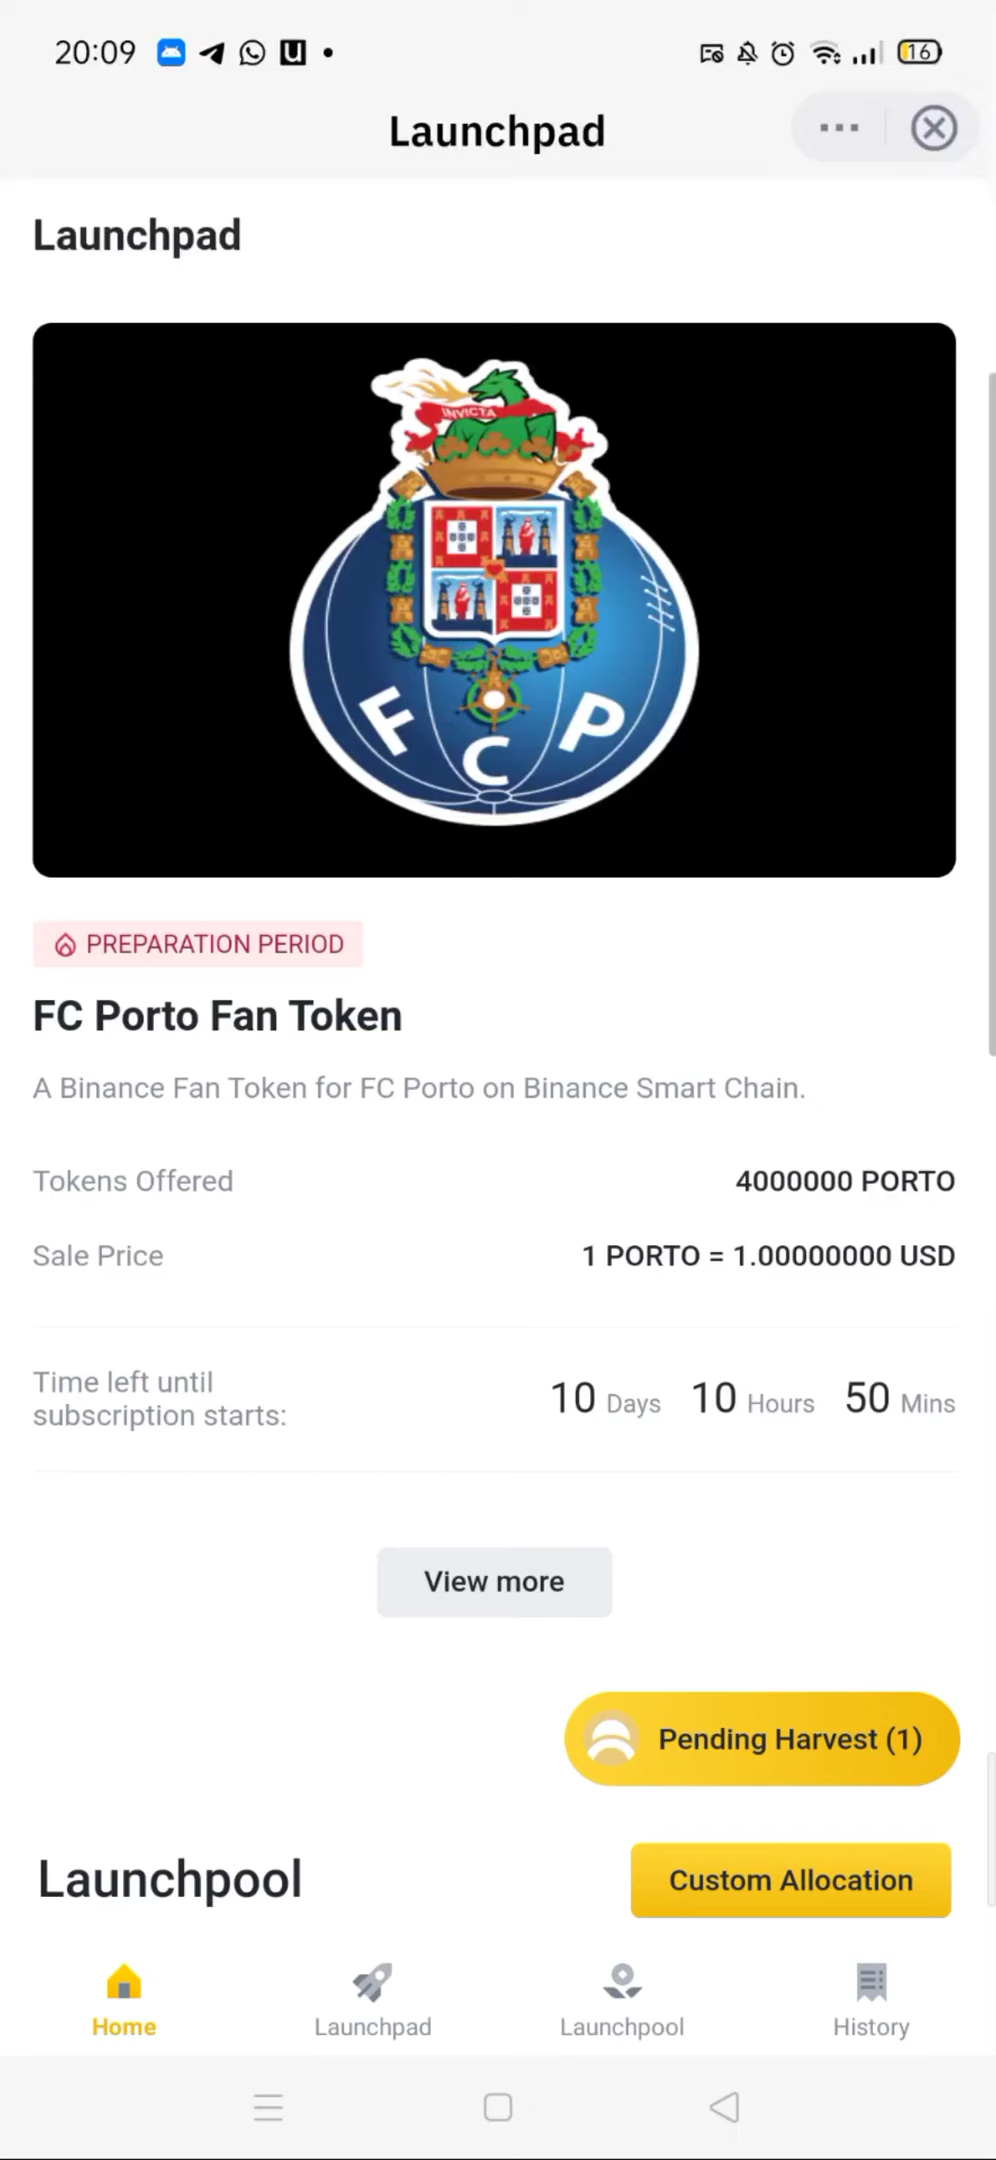 20:09
16
Launchpad
Launchpad
INVICTA
F C P
PREPARATION PERIOD
FC Porto Fan Token
A Binance Fan Token for FC Porto on Binance Smart Chain.
Tokens Offered 4000000 PORTO
Sale Price 1 PORTO = 1.00000000 USD
Time left until
subscription starts: 10 Days 10 Hours 50 Mins
View more
Pending Harvest (1)
Launchpool Custom Allocation
Home Launchpad Launchpool History